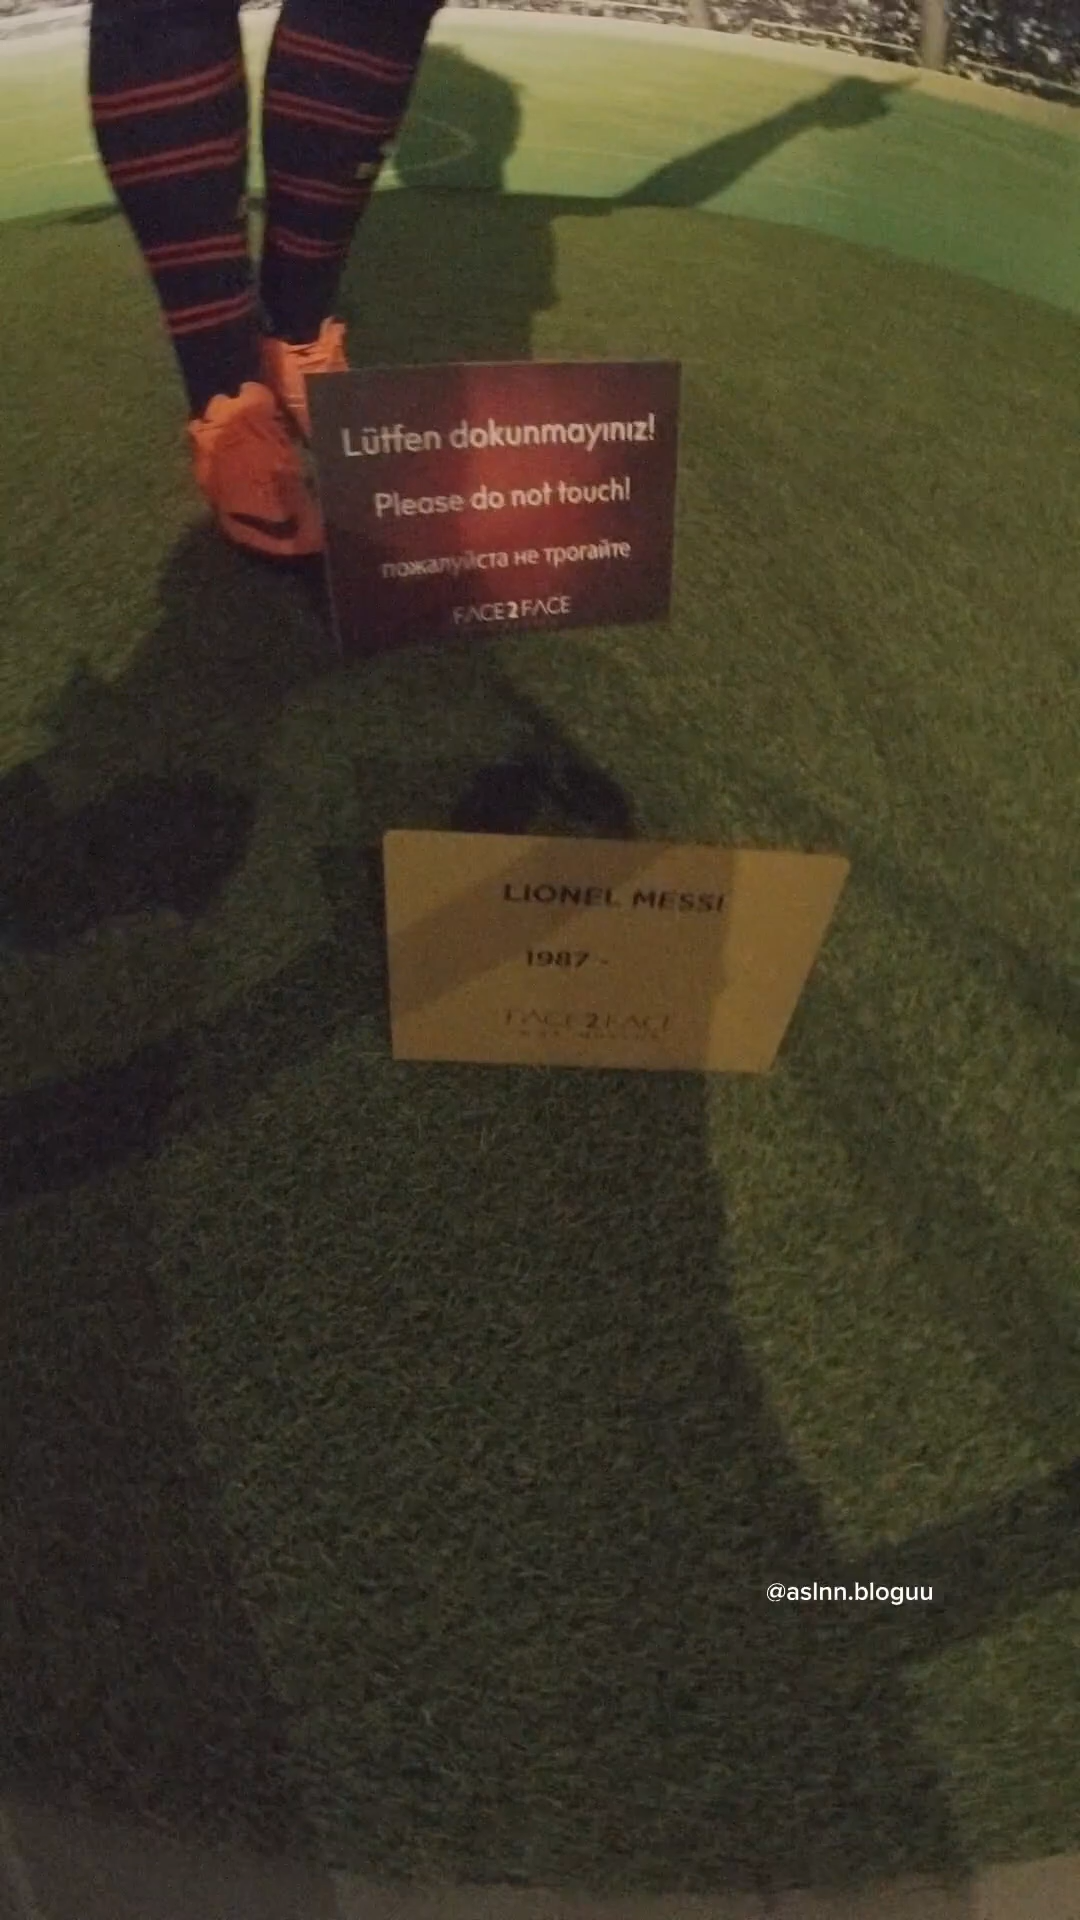 Lütfen dokunmayınız!
Please do not touch!
пожалуйста не трогайте
FACE2FACE
LIONEL MESSI
1987 -
FACE2FACE
@aslnn.bloguu